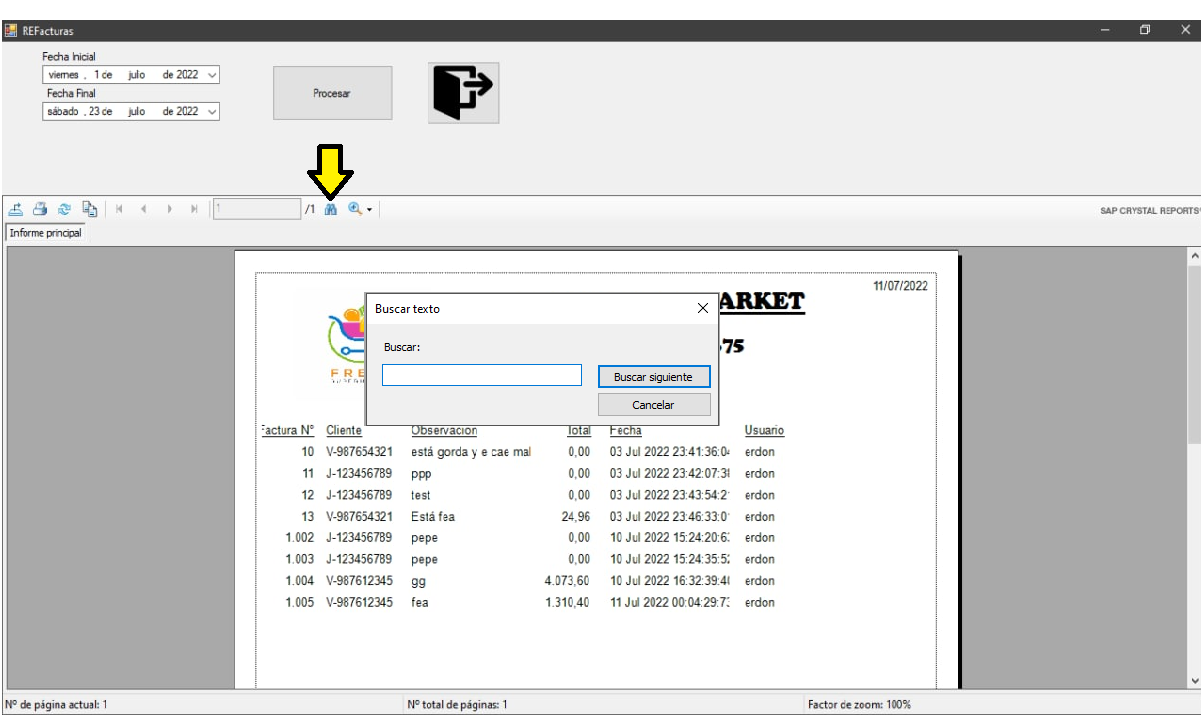 REFacturas
Fecha Inicial
viernes , 1 de julio de 2022
Fecha Final
sábado , 23 de julio de 2022
Procesar
1 /1
SAP CRYSTAL REPORTS
Informe principal
11/07/2022
ARKET
75
FRE
Buscar texto
Buscar:
Buscar siguiente
Cancelar
Factura Nº Cliente Observacion Total Fecha Usuario
10 V-987654321 está gorda y e cae mal 0,00 03 Jul 2022 23:41:36:04 erdon
11 J-123456789 ppp 0,00 03 Jul 2022 23:42:07:38 erdon
12 J-123456789 test 0,00 03 Jul 2022 23:43:54:2 erdon
13 V-987654321 Está fea 24,96 03 Jul 2022 23:46:33:0 erdon
1.002 J-123456789 pepe 0,00 10 Jul 2022 15:24:20:6 erdon
1.003 J-123456789 pepe 0,00 10 Jul 2022 15:24:35:5 erdon
1.004 V-987612345 gg 4.073,60 10 Jul 2022 16:32:39:4 erdon
1.005 V-987612345 fea 1.310,40 11 Jul 2022 00:04:29:7 erdon
Nº de página actual: 1
Nº total de páginas: 1
Factor de zoom: 100%